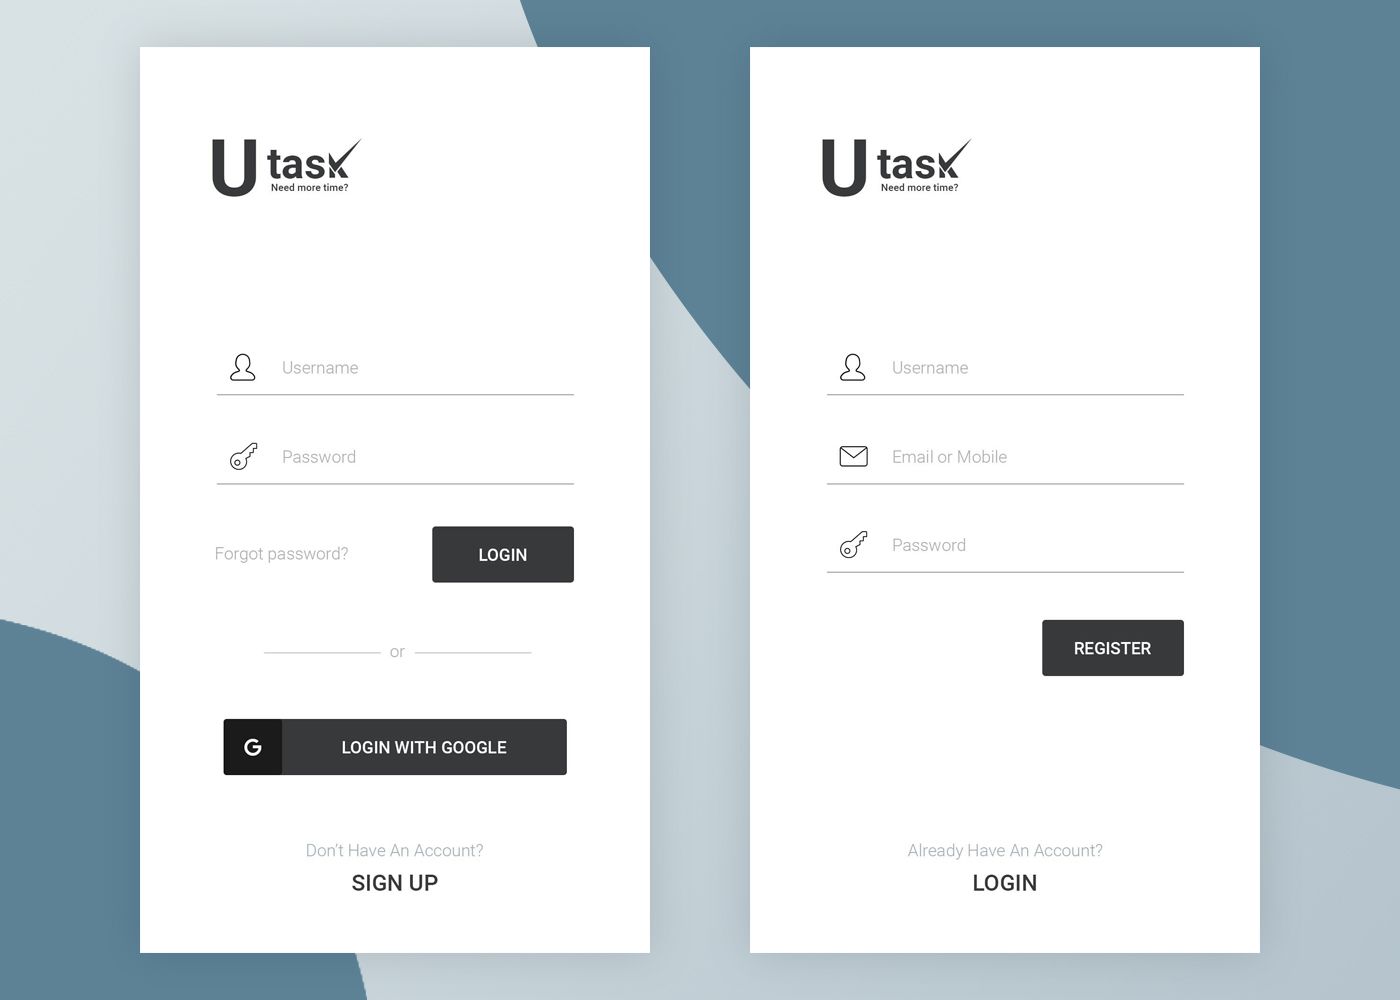 U task
Need more time?
Username
Password
Forgot password?
LOGIN
or
G
LOGIN WITH GOOGLE
Don't Have An Account?
SIGN UP
U task
Need more time?
Username
Email or Mobile
Password
REGISTER
Already Have An Account?
LOGIN